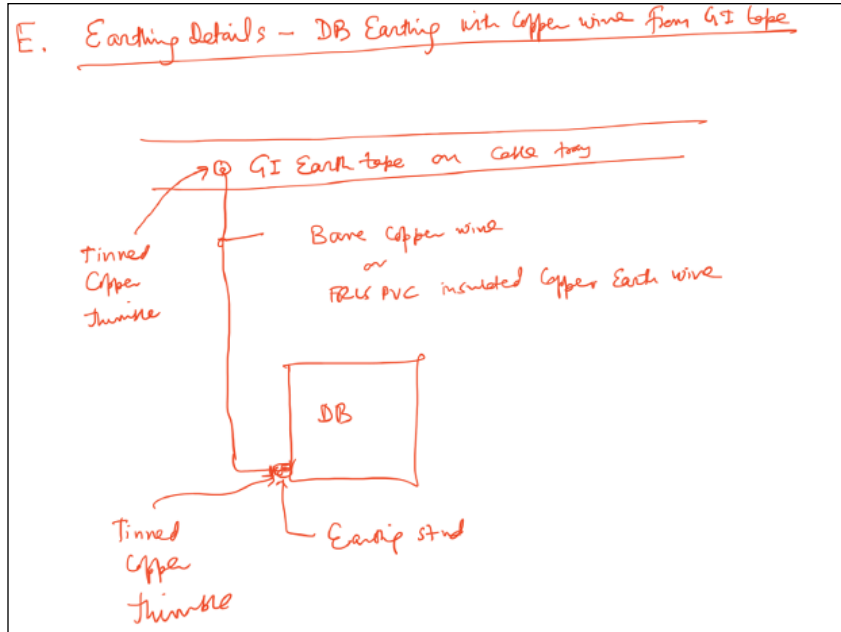 E. Earthing Details - DB Earthing with Copper wire from GI tape
GI Earth tape on Cable tray
Tinned
Copper
thimble
Bare Copper wire
or
FRLS PVC insulated Copper Earth wire
DB
Tinned
Copper
thimble
Earthing stud